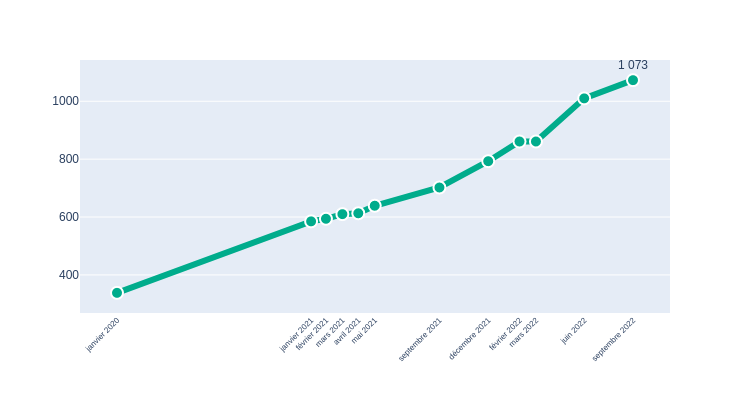 1 073
1000
800
600
400
janvier 2020
janvier 2021
février 2021
mars 2021
avril 2021
mai 2021
septembre 2021
décembre 2021
février 2022
mars 2022
juin 2022
septembre 2022